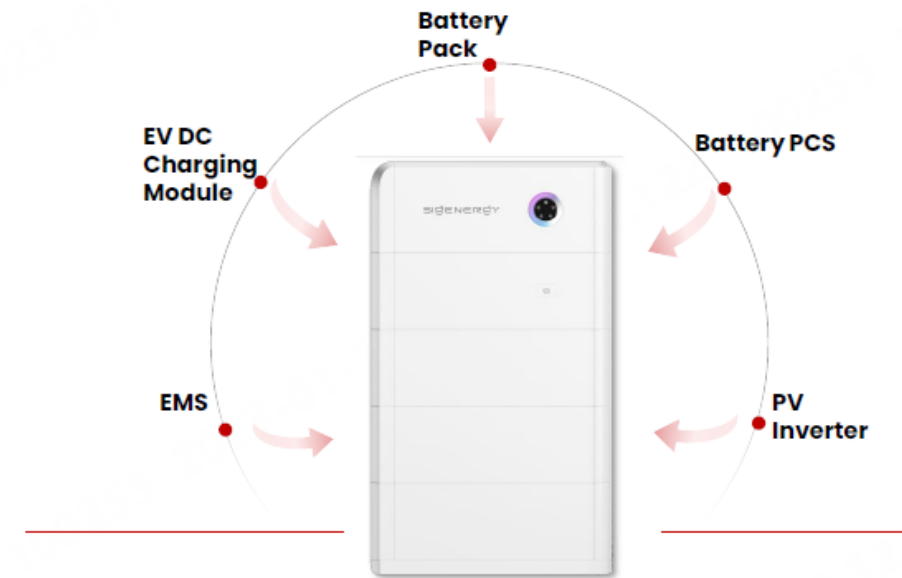 Battery
Pack
EV DC
Charging
Module
Battery PCS
SIGENERGY
EMS
PV
Inverter